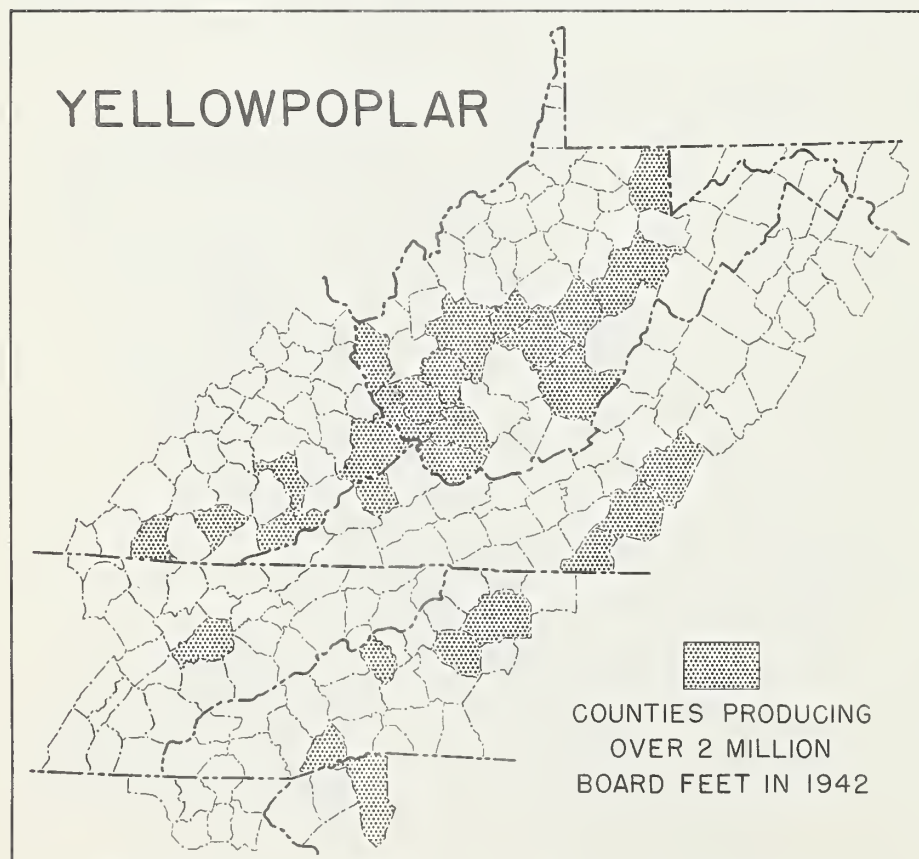 YELLOWPOPLAR
COUNTIES PRODUCING
OVER 2 MILLION
BOARD FEET IN 1942